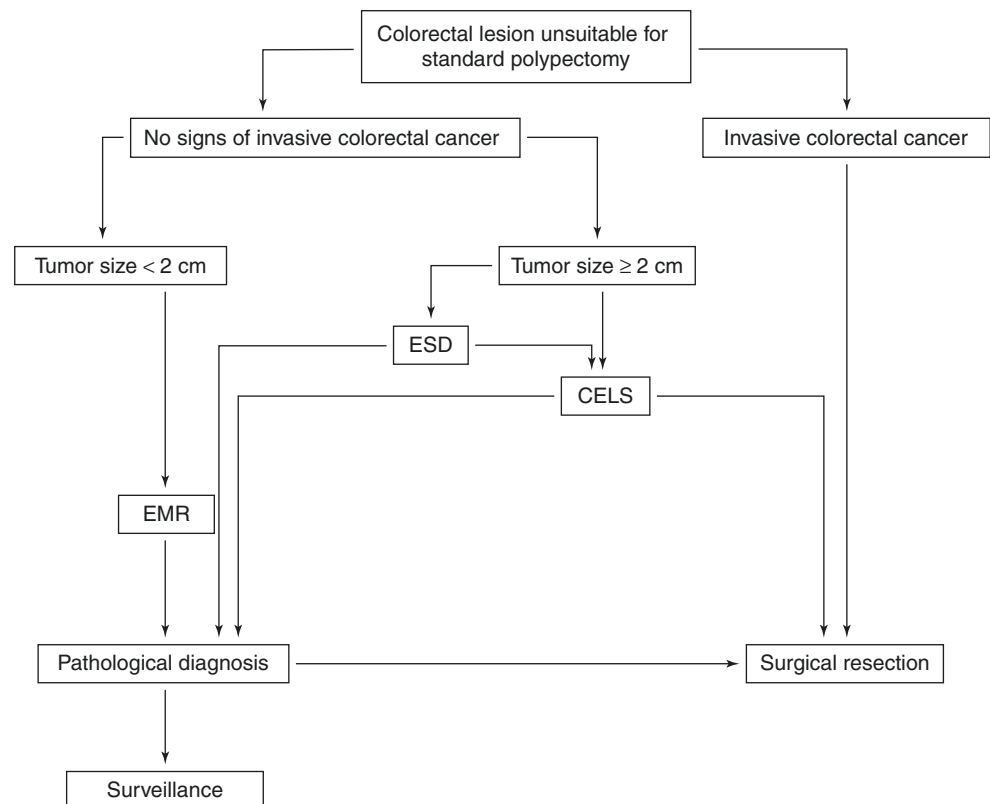 Colorectal lesion unsuitable for
standard polypectomy
No signs of invasive colorectal cancer
Invasive colorectal cancer
Tumor size < 2 cm
Tumor size ≥ 2 cm
ESD
CELS
EMR
Pathological diagnosis
Surgical resection
Surveillance